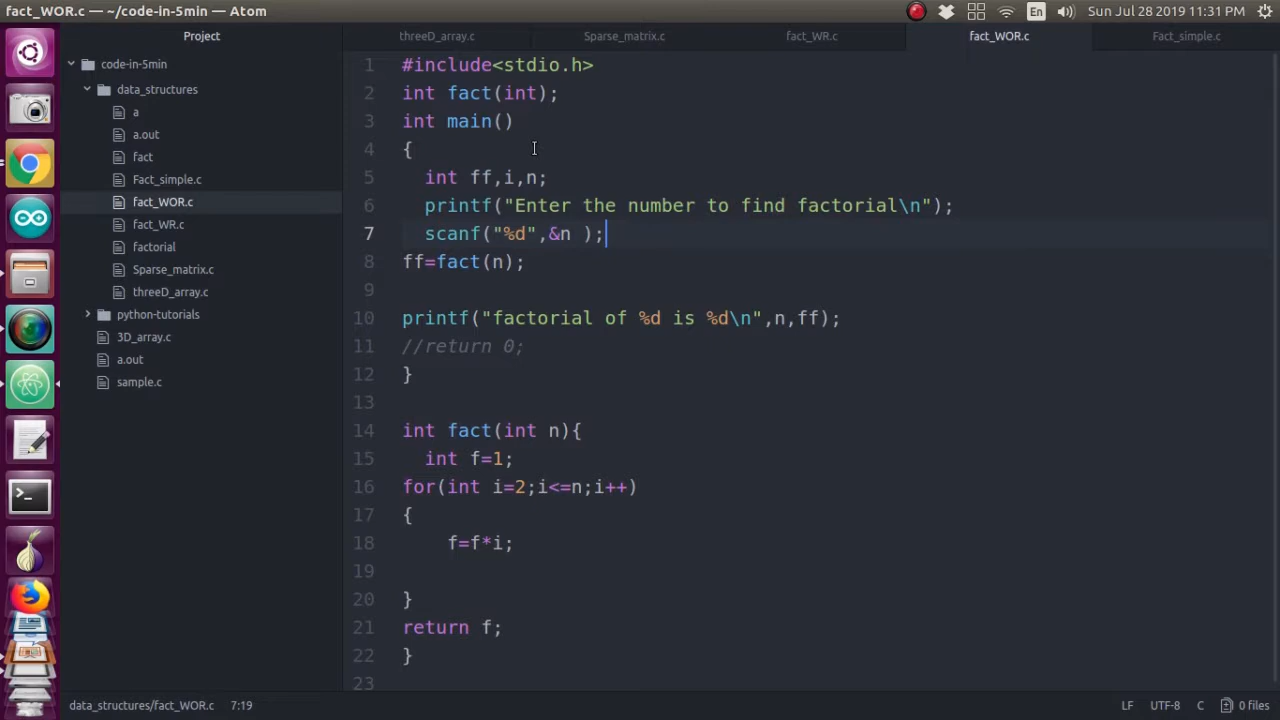 fact_WOR.c — ~/code-in-5min — Atom
En
Sun Jul 28 2019 11:31 PM
Project
threeD_array.c
Sparse_matrix.c
fact_WR.c
fact_WOR.c
Fact_simple.c
code-in-5min
data_structures
a
a.out
fact
Fact_simple.c
fact_WOR.c
fact_WR.c
factorial
Sparse_matrix.c
threeD_array.c
python-tutorials
3D_array.c
a.out
sample.c
1 #include<stdio.h>
2 int fact(int);
3 int main()
4 {
5 int ff,i,n;
6 printf("Enter the number to find factorial\n");
7 scanf("%d",&n );
8 ff=fact(n);
9
10 printf("factorial of %d is %d\n",n,ff);
11 //return 0;
12 }
13
14 int fact(int n){
15 int f=1;
16 for(int i=2;i<=n;i++)
17 {
18 f=f*i;
19
20 }
21 return f;
22 }
23
data_structures/fact_WOR.c 7:19
LF UTF-8 C 0 files